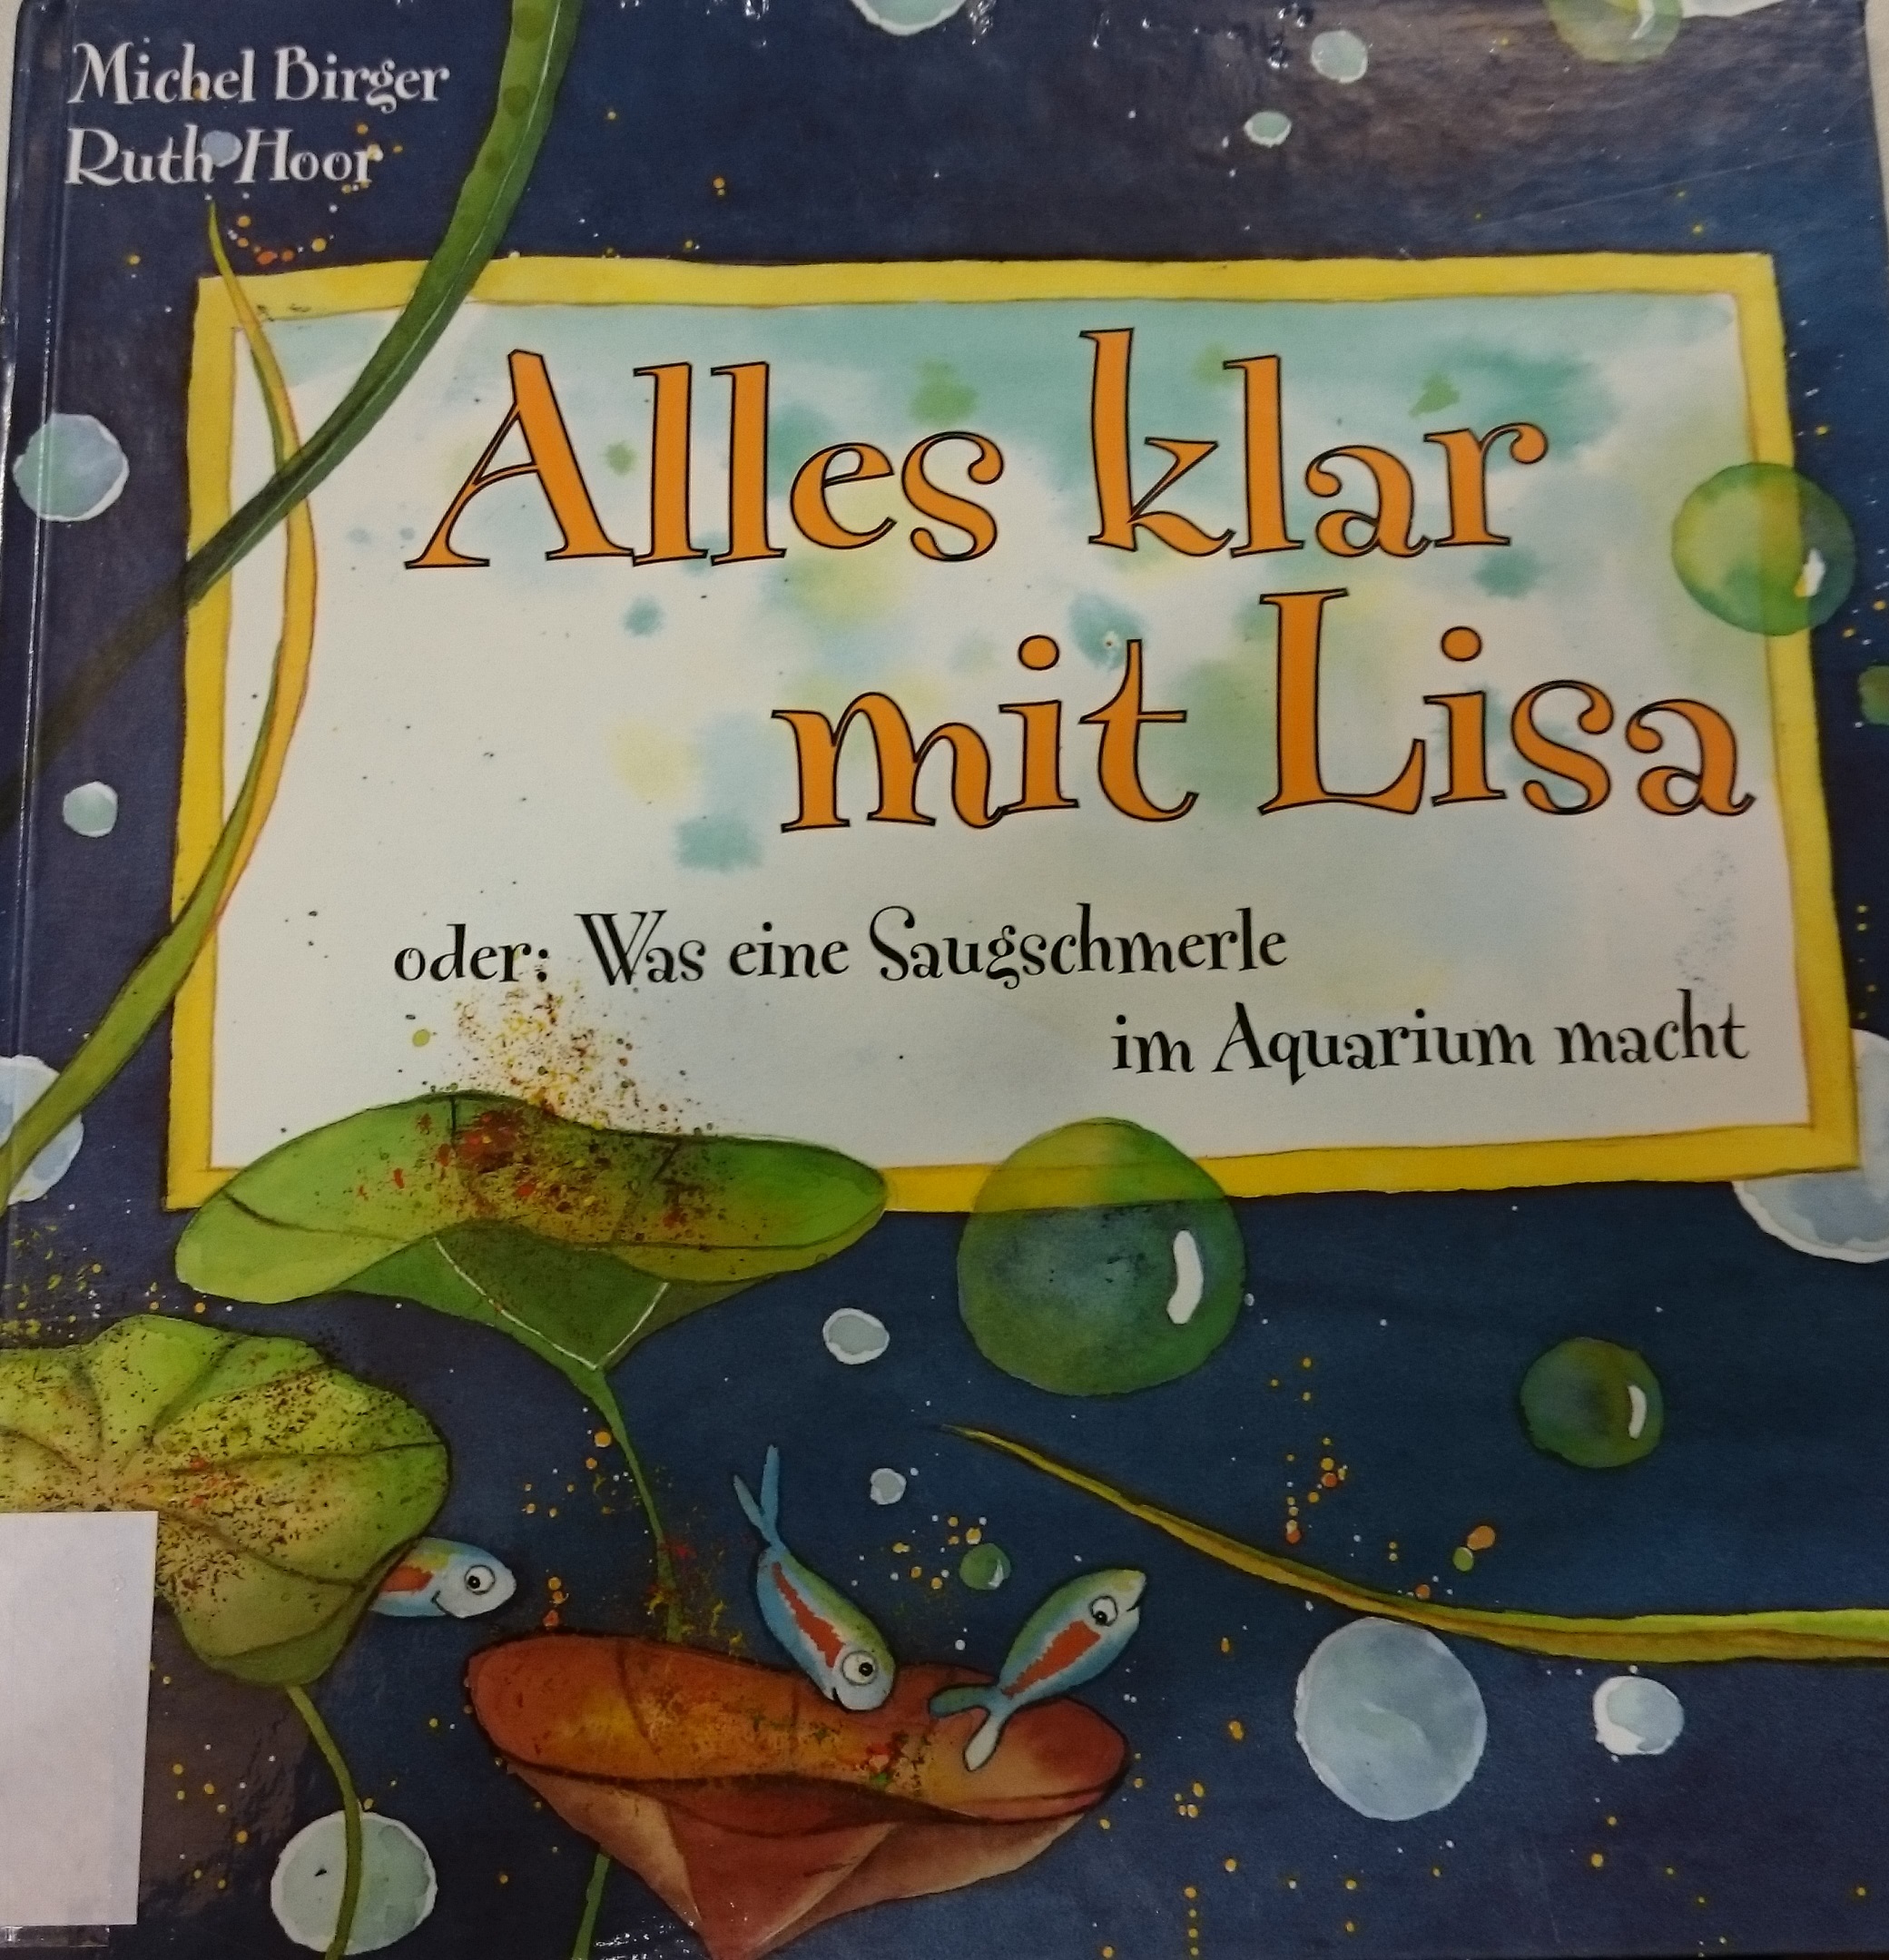 Michel Birger
Ruth Hoor
Alles klar
mit Lisa
oder: Was eine Saugschmerle
im Aquarium macht